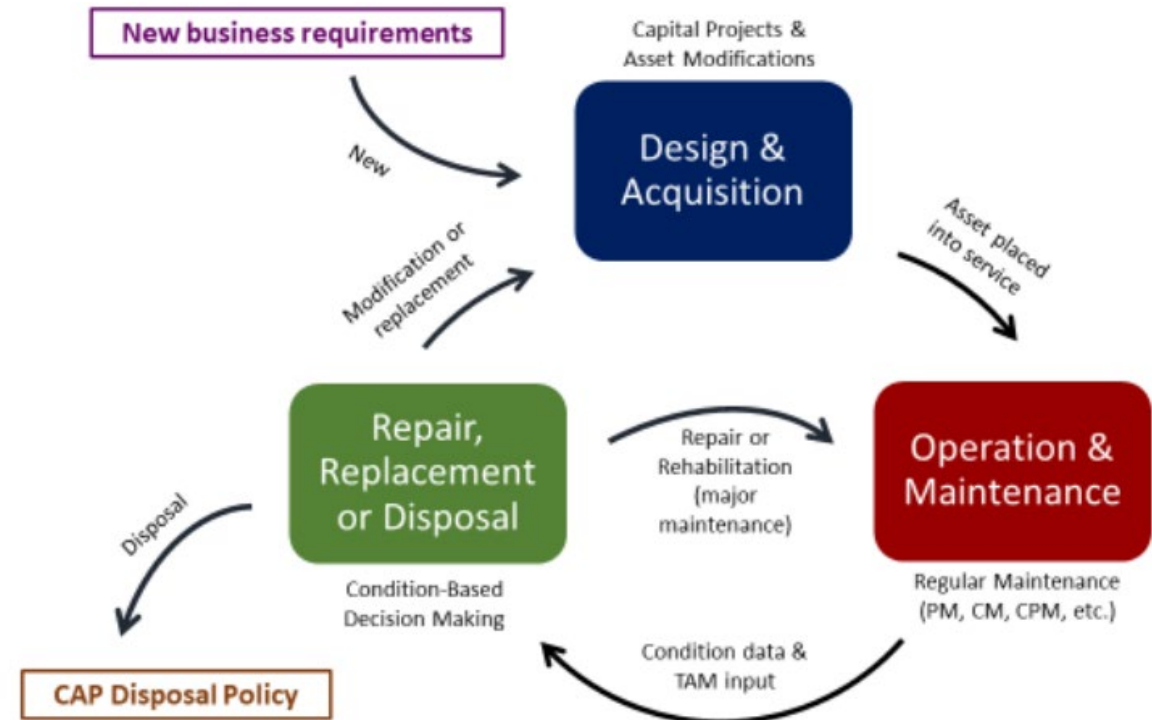 New business requirements
Capital Projects &
Asset Modifications
Design &
Acquisition
New
Modification or
replacement
Asset placed
into service
Repair,
Replacement
or Disposal
Repair or
Rehabilitation
(major
maintenance)
Operation &
Maintenance
Disposal
Condition-Based
Decision Making
Regular Maintenance
(PM, CM, CPM, etc.)
Condition data &
TAM input
CAP Disposal Policy